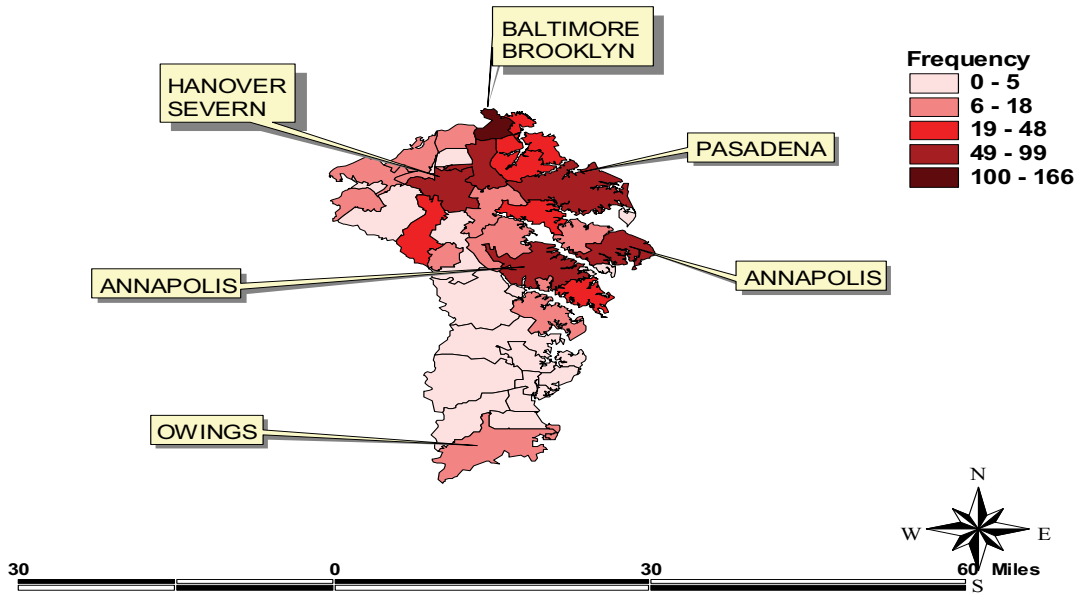 BALTIMORE
BROOKLYN
HANOVER
SEVERN
Frequency
0 - 5
6 - 18
19 - 48
49 - 99
100 - 166
PASADENA
ANNAPOLIS
ANNAPOLIS
OWINGS
N
W
E
S
30
0
30
60 Miles